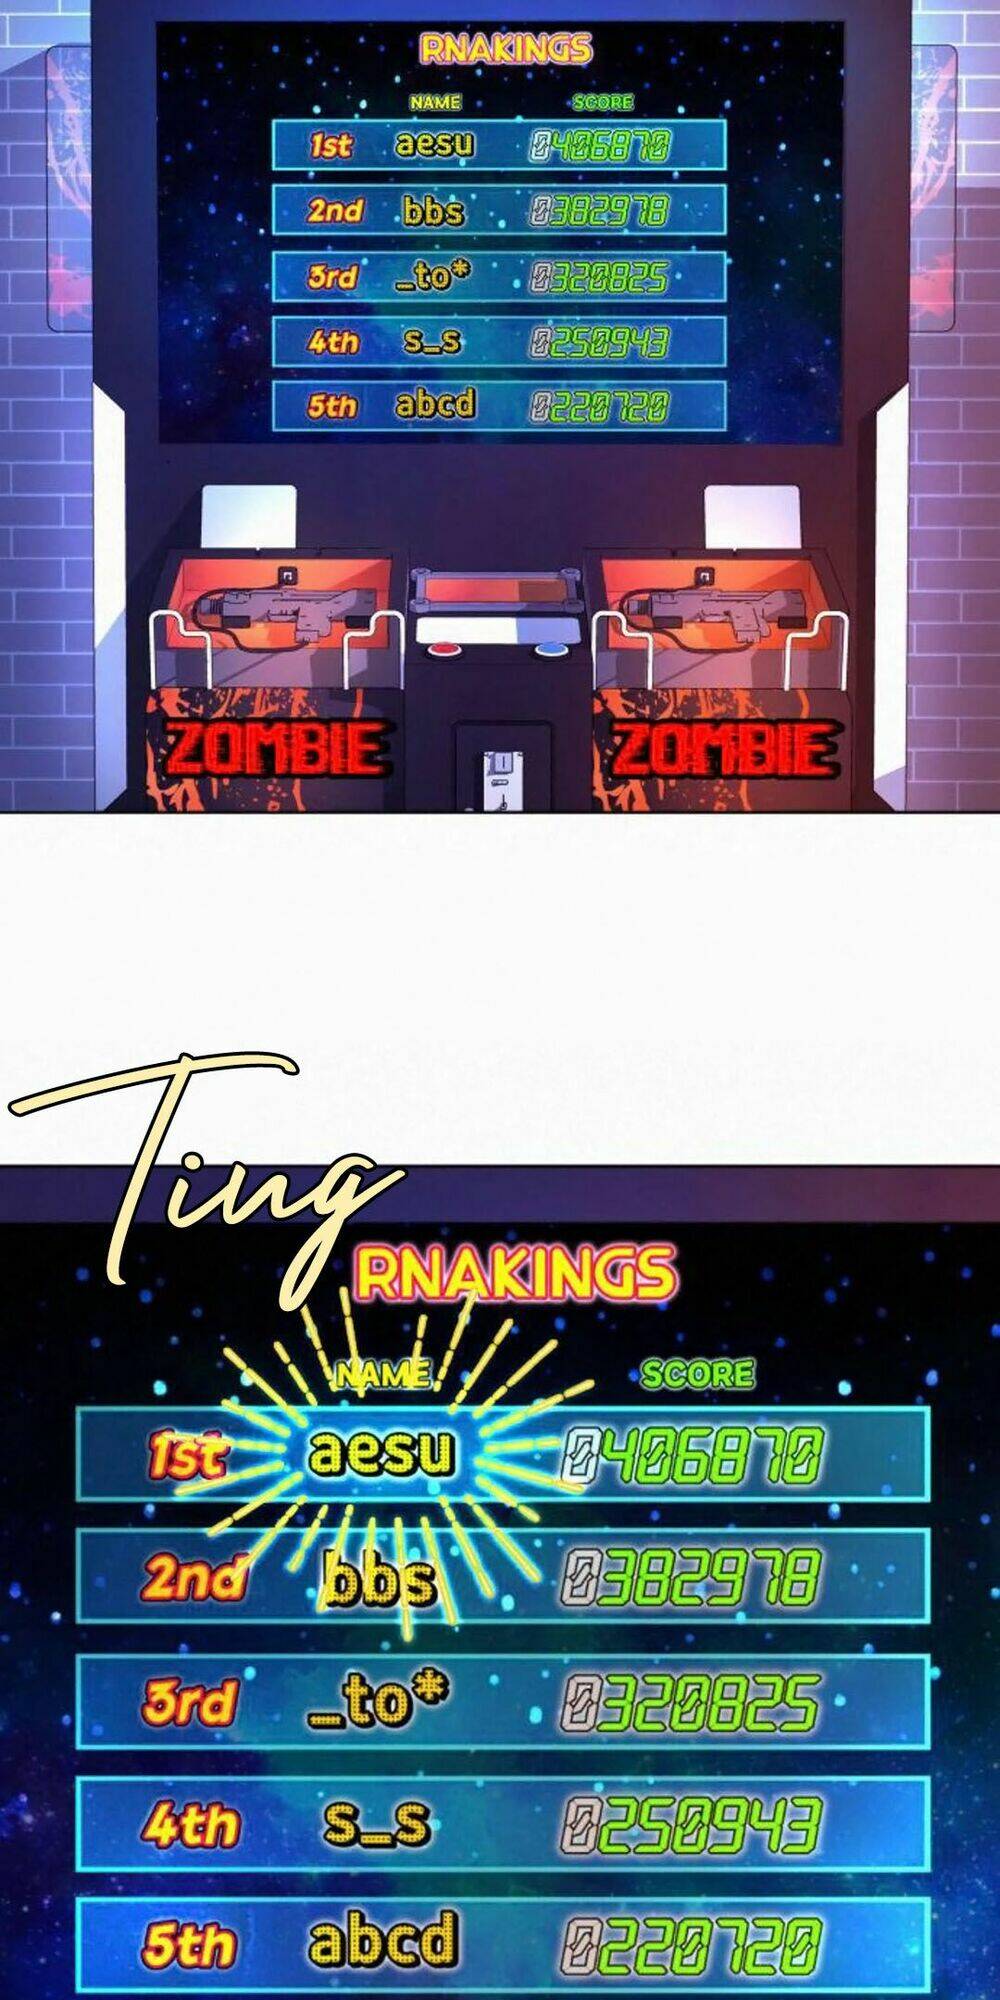 RNAKINGS
NAME SCORE
1st aesu 0406870
2nd bbs 0382978
3rd _to* 0320825
4th s_s 0250943
5th abcd 0220720
ZOMBIE ZOMBIE
Ting
RNAKINGS
NAME SCORE
1st aesu 0406870
2nd bbs 0382978
3rd _to* 0320825
4th s_s 0250943
5th abcd 0220720